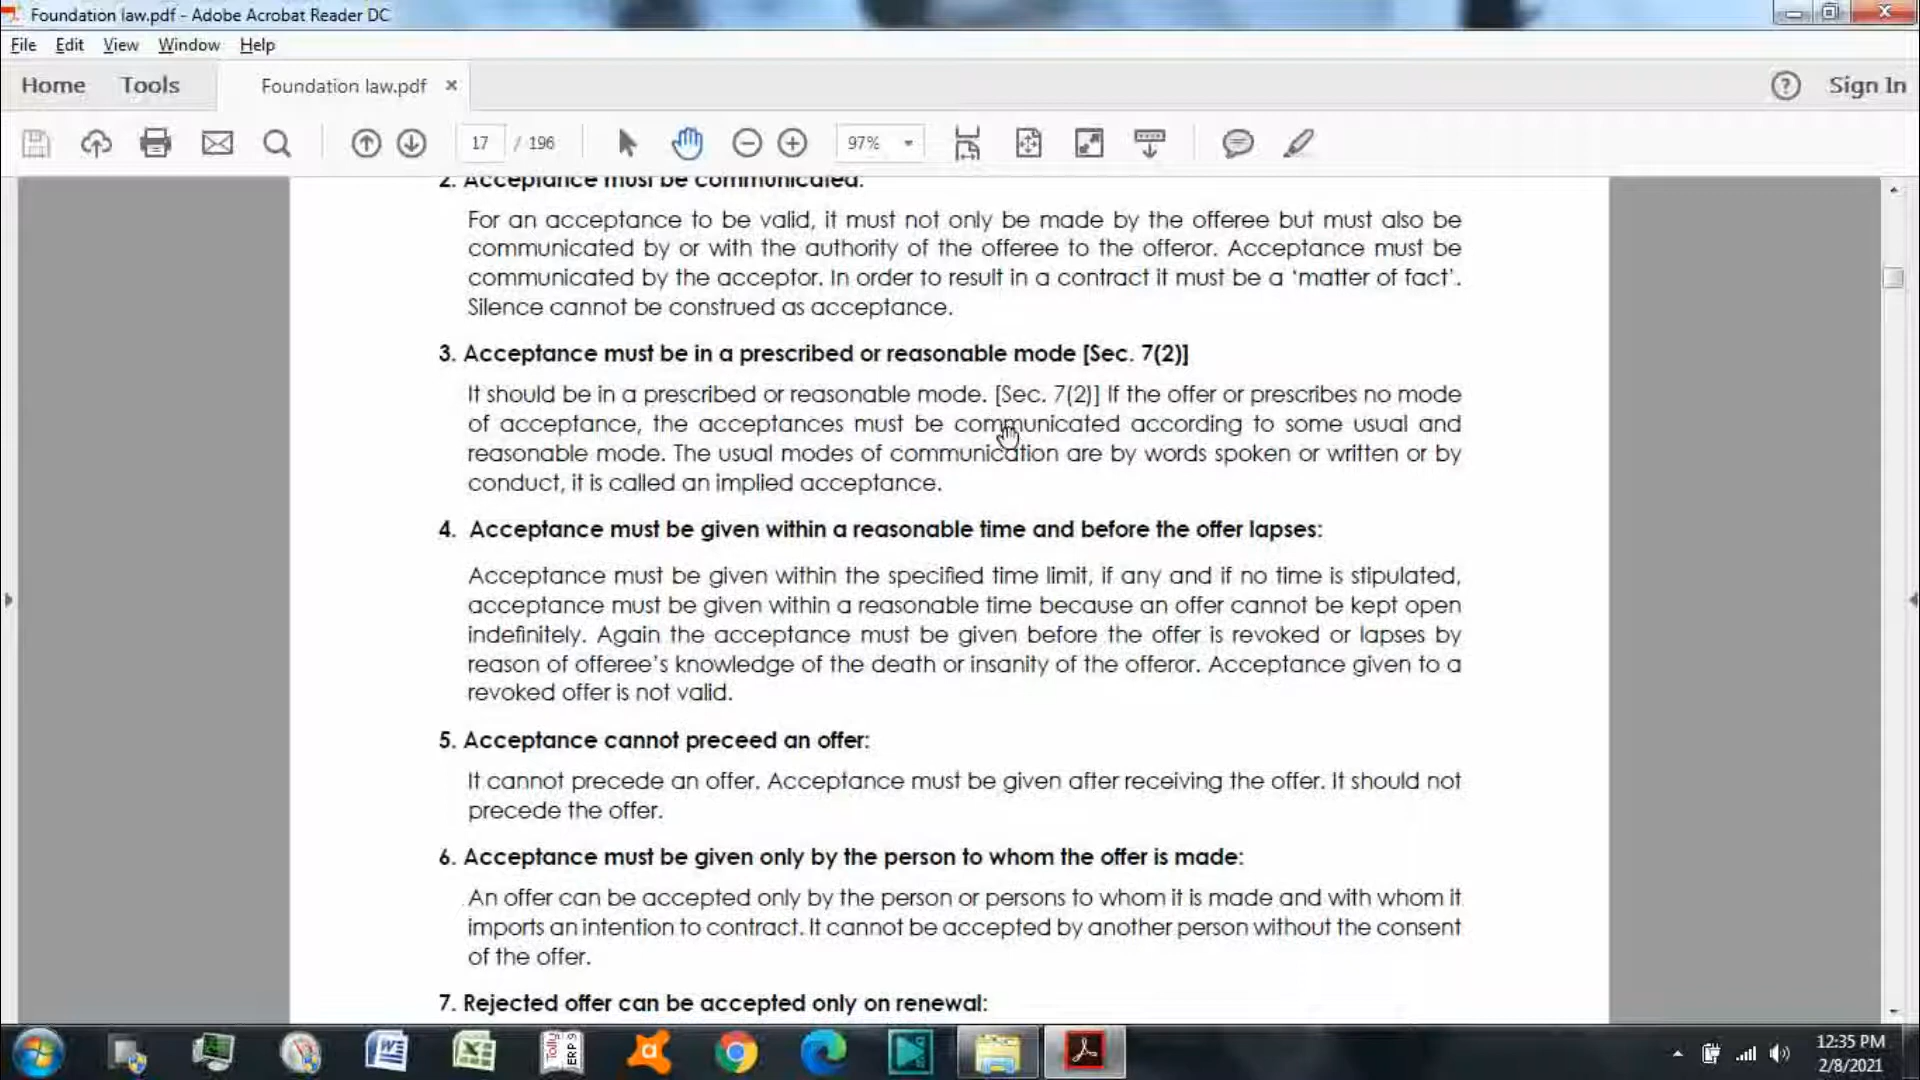 Foundation law.pdf - Adobe Acrobat Reader DC
File Edit View Window Help
Home Tools Foundation law.pdf × ? Sign In
17 / 196 97%
2. Acceptance must be communicated:
For an acceptance to be valid, it must not only be made by the offeree but must also be
communicated by or with the authority of the offeree to the offeror. Acceptance must be
communicated by the acceptor. In order to result in a contract it must be a ‘matter of fact’.
Silence cannot be construed as acceptance.
3. Acceptance must be in a prescribed or reasonable mode [Sec. 7(2)]
It should be in a prescribed or reasonable mode. [Sec. 7(2)] If the offer or prescribes no mode
of acceptance, the acceptances must be communicated according to some usual and
reasonable mode. The usual modes of communication are by words spoken or written or by
conduct, it is called an implied acceptance.
4. Acceptance must be given within a reasonable time and before the offer lapses:
Acceptance must be given within the specified time limit, if any and if no time is stipulated,
acceptance must be given within a reasonable time because an offer cannot be kept open
indefinitely. Again the acceptance must be given before the offer is revoked or lapses by
reason of offeree’s knowledge of the death or insanity of the offeror. Acceptance given to a
revoked offer is not valid.
5. Acceptance cannot preceed an offer:
It cannot precede an offer. Acceptance must be given after receiving the offer. It should not
precede the offer.
6. Acceptance must be given only by the person to whom the offer is made:
An offer can be accepted only by the person or persons to whom it is made and with whom it
imports an intention to contract. It cannot be accepted by another person without the consent
of the offer.
7. Rejected offer can be accepted only on renewal:
Tally ERP 9
12:35 PM
2/8/2021